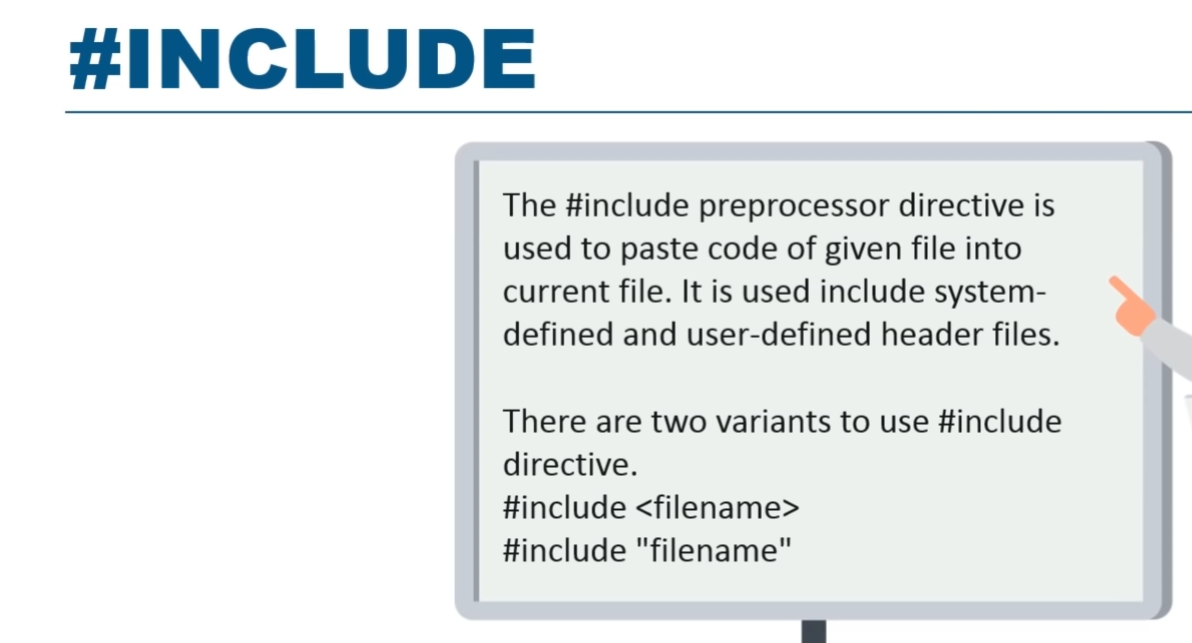 #INCLUDE
The #include preprocessor directive is
used to paste code of given file into
current file. It is used include system-
defined and user-defined header files.
There are two variants to use #include
directive.
#include <filename>
#include "filename"